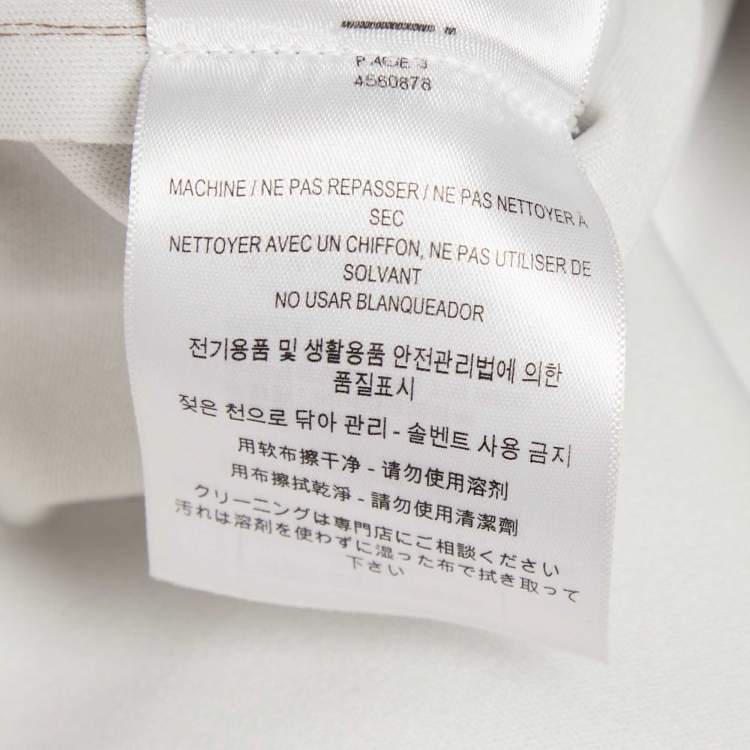 4560878
MACHINE / NE PAS REPASSER / NE PAS NETTOYER À
SEC
NETTOYER AVEC UN CHIFFON, NE PAS UTILISER DE
SOLVANT
NO USAR BLANQUEADOR
전기용품 및 생활용품 안전관리법에 의한
품질표시
젖은 천으로 닦아 관리 - 솔벤트 사용 금지
用软布擦干净 - 请勿使用溶剂
用布擦拭乾淨 - 請勿使用清潔劑
クリーニングは専門店にご相談ください
汚れは溶剤を使わずに湿った布で拭き取って
下さい